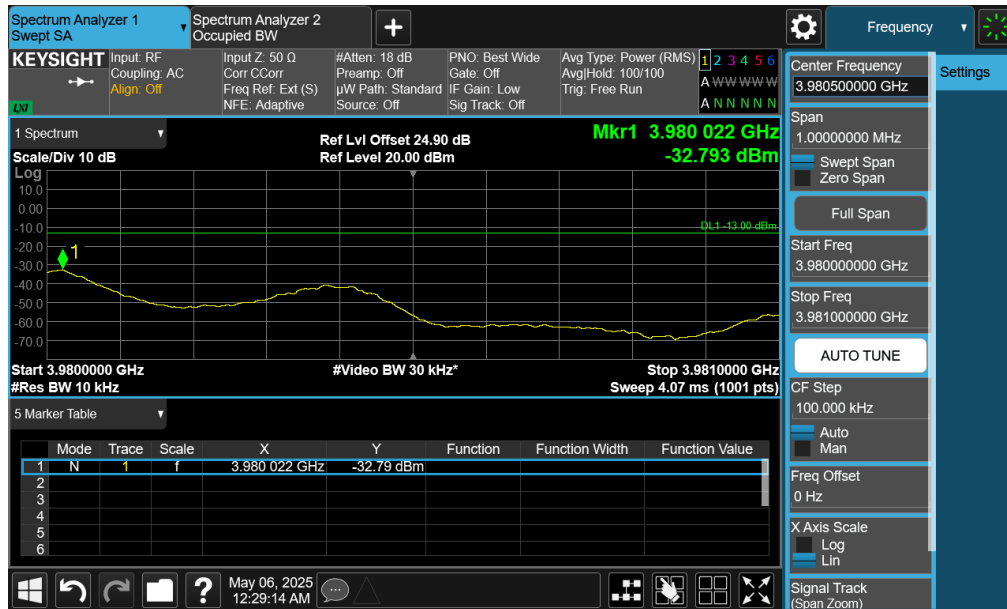 Spectrum Analyzer 1
Swept SA
Spectrum Analyzer 2
Occupied BW
Frequency
KEYSIGHT
LXI
Input: RF
Coupling: AC
Align: Off
Input Z: 50 Ω
Corr CCorr
Freq Ref: Ext (S)
NFE: Adaptive
#Atten: 18 dB
Preamp: Off
µW Path: Standard
Source: Off
PNO: Best Wide
Gate: Off
IF Gain: Low
Sig Track: Off
Avg Type: Power (RMS)
Avg|Hold: 100/100
Trig: Free Run
1 2 3 4 5 6
A W W W W W
A N N N N N
1 Spectrum
Scale/Div 10 dB
Ref Lvl Offset 24.90 dB
Ref Level 20.00 dBm
Mkr1 3.980 022 GHz
-32.793 dBm
Log
10.0
0.00
-10.0
-20.0
-30.0
-40.0
-50.0
-60.0
-70.0
DL1 -13.00 dBm
1
Start 3.9800000 GHz
#Res BW 10 kHz
#Video BW 30 kHz*
Stop 3.9810000 GHz
Sweep 4.07 ms (1001 pts)
5 Marker Table
Mode Trace Scale X Y Function Function Width Function Value
1 N 1 f 3.980 022 GHz -32.79 dBm
2
3
4
5
6
Center Frequency
3.980500000 GHz
Span
1.00000000 MHz
Swept Span
Zero Span
Full Span
Start Freq
3.980000000 GHz
Stop Freq
3.981000000 GHz
AUTO TUNE
CF Step
100.000 kHz
Auto
Man
Freq Offset
0 Hz
X Axis Scale
Log
Lin
Signal Track
(Span Zoom)
Settings
?
May 06, 2025
12:29:14 AM